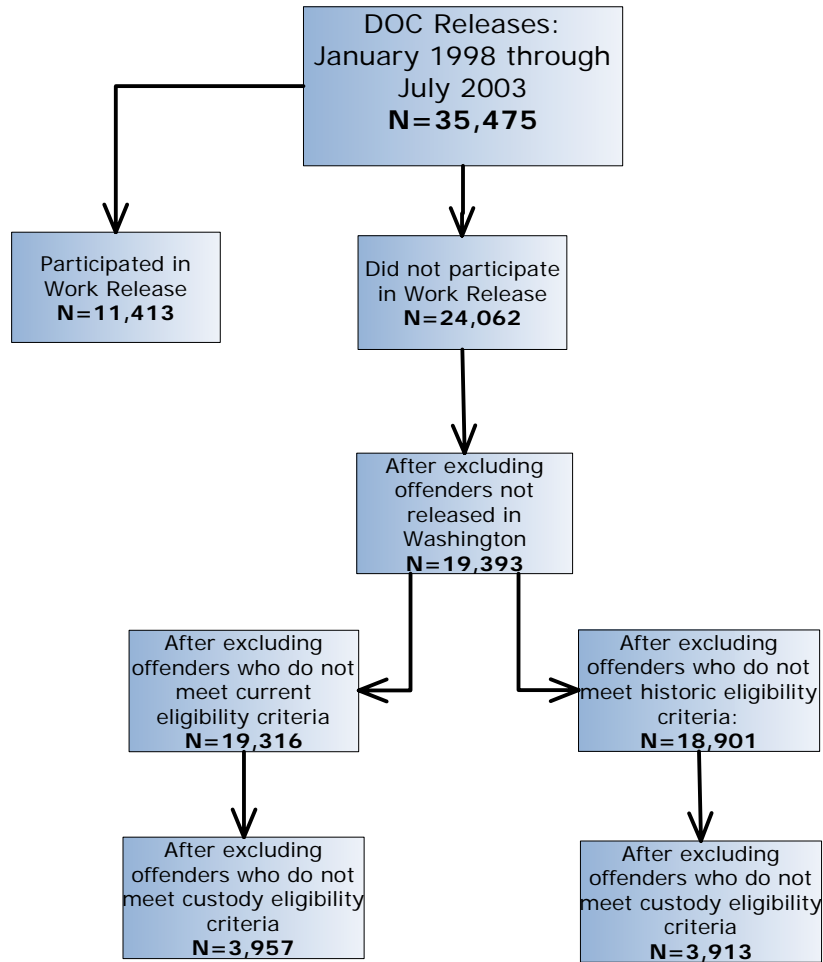 DOC Releases:
January 1998 through
July 2003
N=35,475
Participated in
Work Release
N=11,413
Did not participate
in Work Release
N=24,062
After excluding
offenders not
released in
Washington
N=19,393
After excluding
offenders who do not
meet current
eligibility criteria
N=19,316
After excluding
offenders who do not
meet historic eligibility
criteria:
N=18,901
After excluding
offenders who do not
meet custody eligibility
criteria
N=3,957
After excluding
offenders who do not
meet custody eligibility
criteria
N=3,913